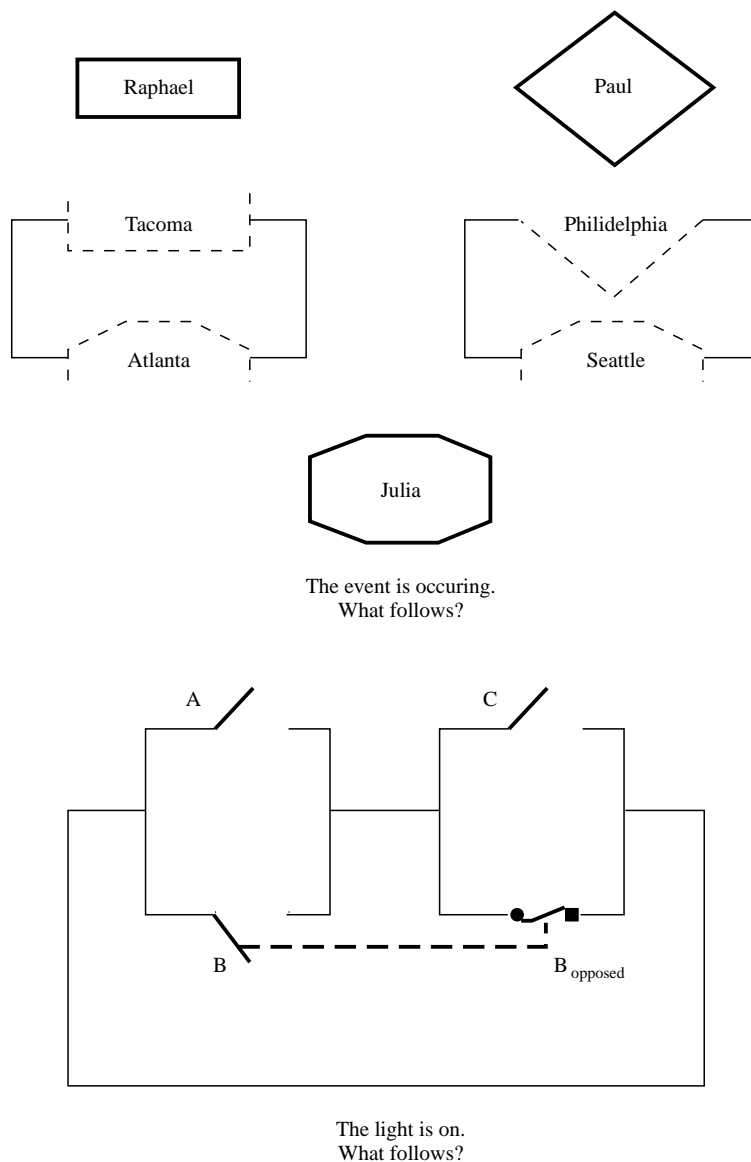 Raphael
Paul
Tacoma
Philidelphia
Atlanta
Seattle
Julia
The event is occuring.
What follows?
A
C
B
B opposed
The light is on.
What follows?